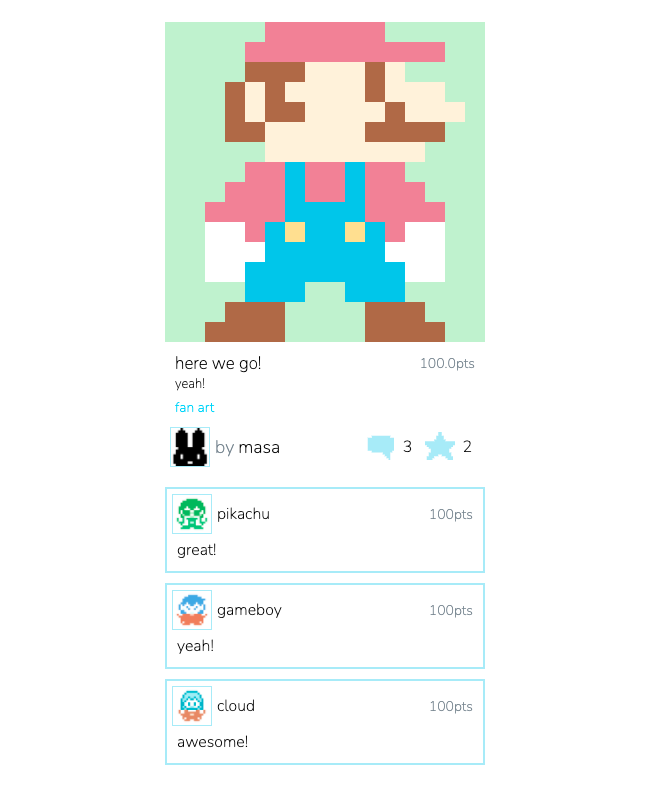 here we go! 100.0pts
yeah!
fan art
by masa 3 2
pikachu 100pts
great!
gameboy 100pts
yeah!
cloud 100pts
awesome!